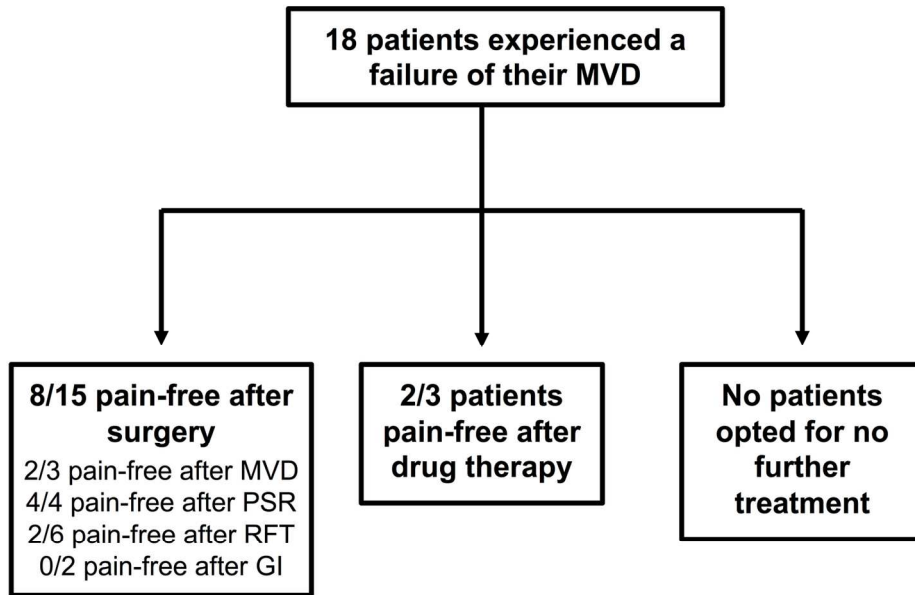 18 patients experienced a
failure of their MVD
8/15 pain-free after
surgery
2/3 pain-free after MVD
4/4 pain-free after PSR
2/6 pain-free after RFT
0/2 pain-free after GI
2/3 patients
pain-free after
drug therapy
No patients
opted for no
further
treatment